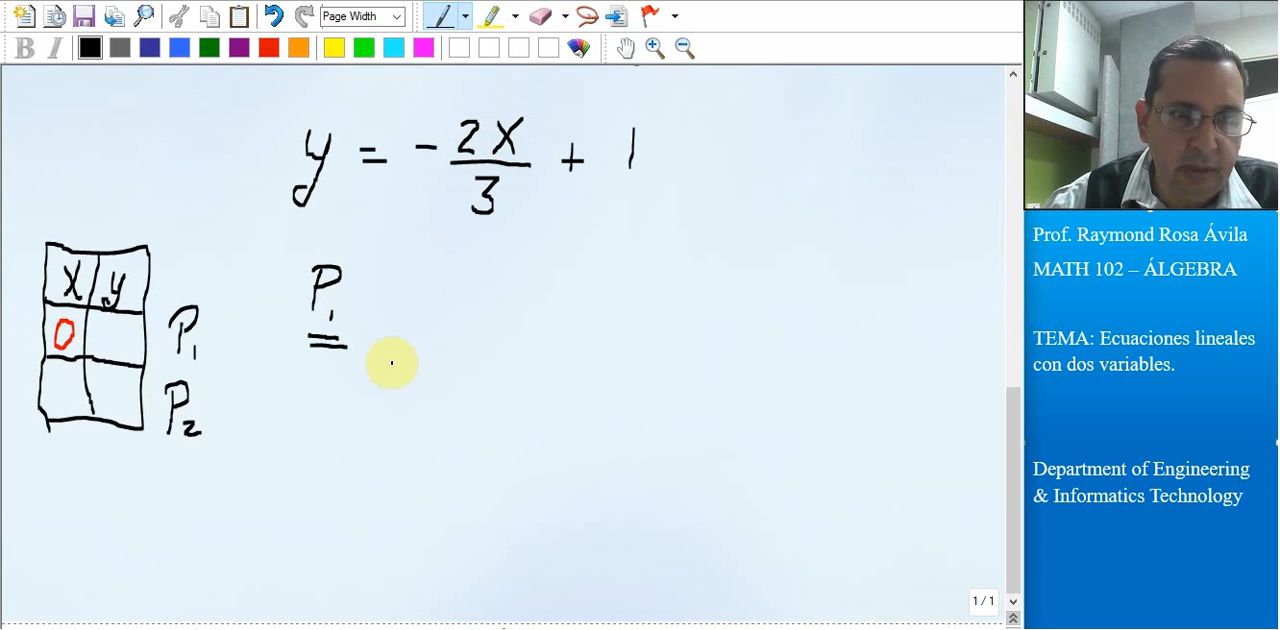 Page Width
B I
y = - 2X/3 + 1
X y
0
P1
P2
P1
1 / 1
Prof. Raymond Rosa Ávila
MATH 102 – ÁLGEBRA
TEMA: Ecuaciones lineales
con dos variables.
Department of Engineering
& Informatics Technology